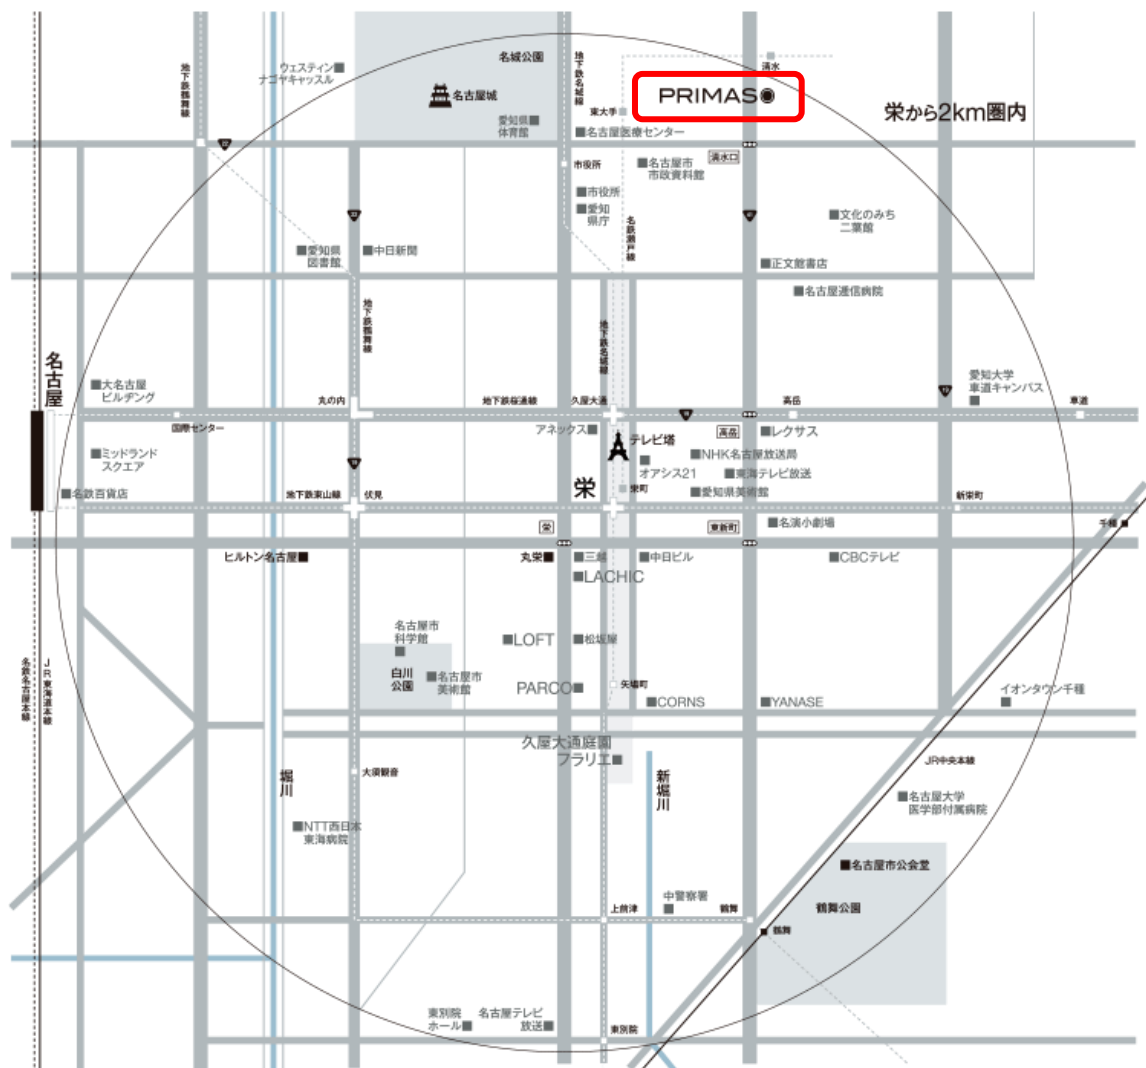 名城公園
地下鉄名城線
清水
ウェスティン
ナゴヤキャッスル
地下鉄鶴舞線
PRIMAS
名古屋城
東大手
栄から2km圏内
愛知県
体育館
名古屋医療センター
22
清水口
市役所
名古屋市
市政資料館
市役所
愛知
県庁
22
41
文化のみち
二葉館
名鉄瀬戸線
愛知県
図書館
中日新聞
正文館書店
名古屋逓信病院
地下鉄鶴舞線
地下鉄名城線
名古屋
大名古屋
ビルヂング
愛知大学
車道キャンパス
19
丸の内
地下鉄桜通線
久屋大通
19
高岳
車道
国際センター
アネックス
テレビ塔
高岳
レクサス
ミッドランド
スクエア
19
NHK名古屋放送局
オアシス21
東海テレビ放送
名鉄百貨店
地下鉄東山線
伏見
栄
栄町
愛知県美術館
新栄町
栄
東新町
名演小劇場
千種
ヒルトン名古屋
丸栄
三越
中日ビル
CBCテレビ
LACHIC
名古屋市
科学館
LOFT
松坂屋
名鉄名古屋本線
JR東海道本線
白川
公園
名古屋市
美術館
PARCO
矢場町
イオンタウン千種
CORNS
YANASE
久屋大通庭園
フラリエ
堀川
大須観音
新堀川
JR中央本線
名古屋大学
医学部付属病院
NTT西日本
東海病院
名古屋市公会堂
中警察署
上前津
鶴舞
鶴舞公園
鶴舞
東別院
ホール
名古屋テレビ
放送
東別院